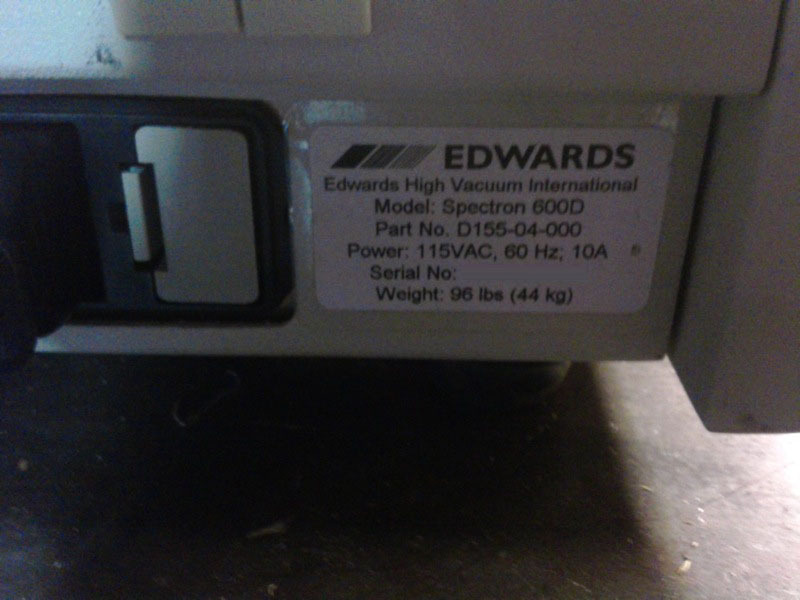 EDWARDS
Edwards High Vacuum International
Model: Spectron 600D
Part No. D155-04-000
Power: 115VAC, 60 Hz; 10A
Serial No:
Weight: 96 lbs (44 kg)